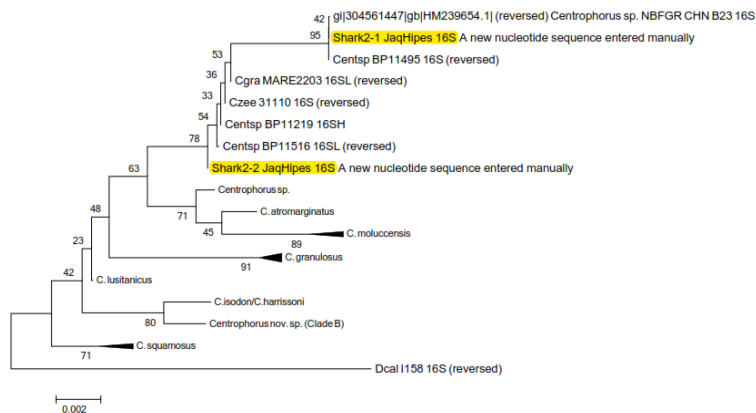 42
gi|304561447|gb|HM239654.1| (reversed) Centrophorus sp. NBFGR CHN B23 16S
95
Shark2-1 JaqHipes 16S A new nucleotide sequence entered manually
53
Centsp BP11495 16S (reversed)
36
Cgra MARE2203 16SL (reversed)
33
Czee 31110 16S (reversed)
54
Centsp BP11219 16SH
78
Centsp BP11516 16SL (reversed)
63
Shark2-2 JaqHipes 16S A new nucleotide sequence entered manually
Centrophorus sp.
71
C.atromarginatus
48
45
C.moluccensis
89
23
C.granulosus
91
42
C.lusitanicus
C.isodon/C.harrissoni
80
Centrophorus nov. sp. (Clade B)
C.squamosus
71
Dcal I158 16S (reversed)
0.002